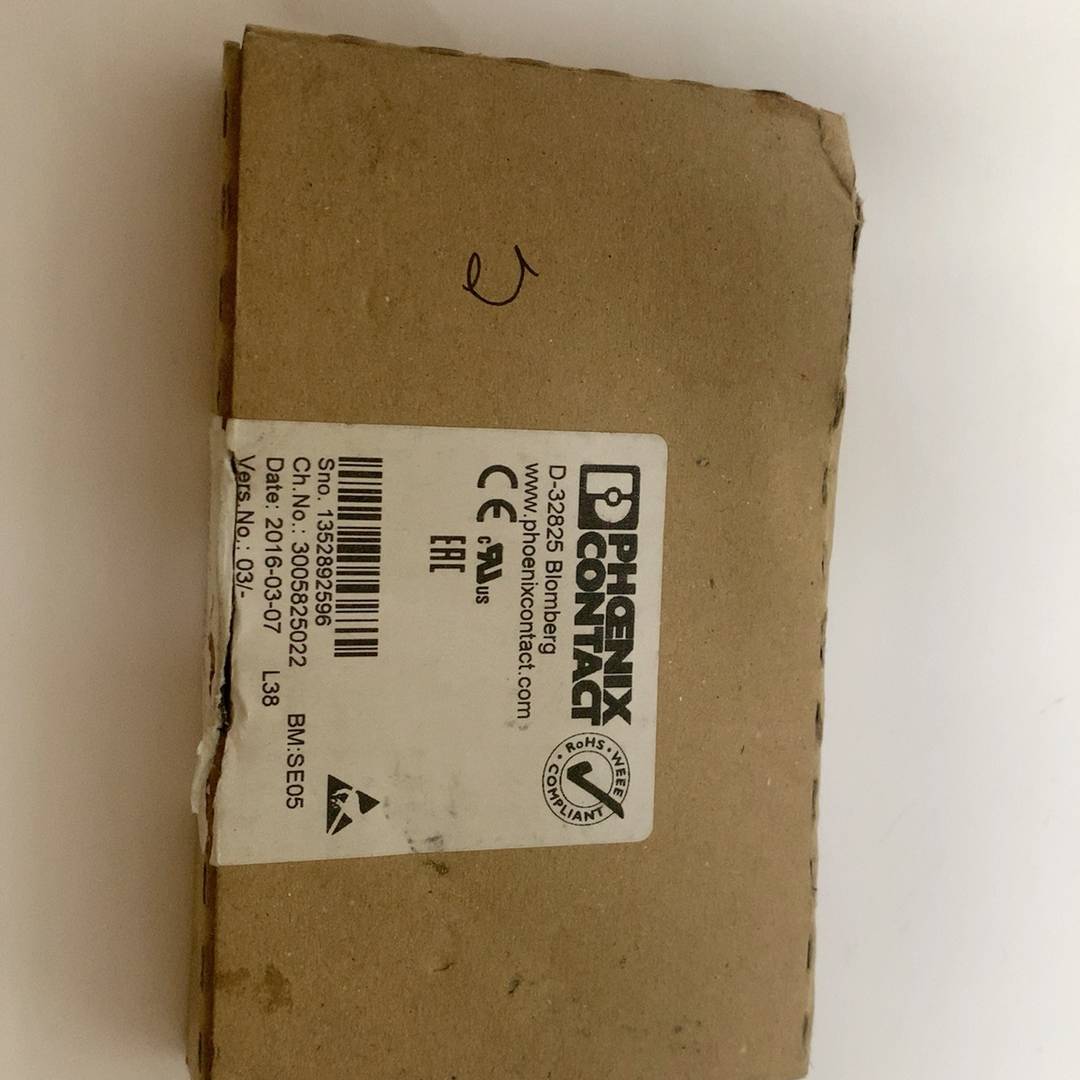 PHŒNIX
CONTACT
D-32825 Blomberg
www.phoenixcontact.com
RoHS • WEEE • COMPLIANT
CE
c UL us
EAC
Sno. 1352892596
Ch.No.: 3005825022 BM:SE05
Date: 2016-03-07 L38
Vers.No.: 03/-